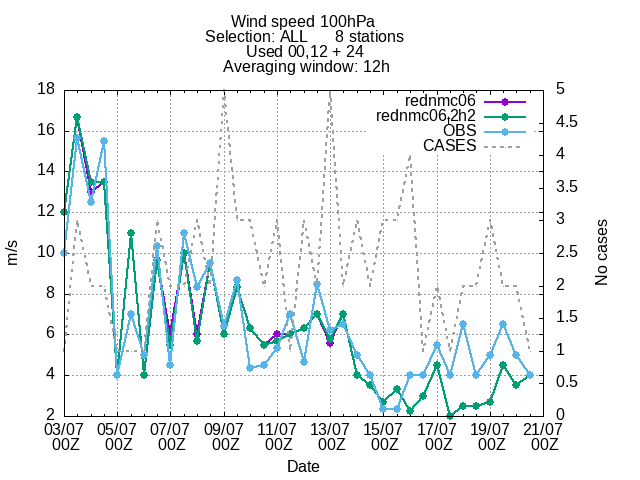 Wind speed 100hPa
Selection: ALL 8 stations
Used 00,12 + 24
Averaging window: 12h
rednmc06
rednmc06,2h2
OBS
CASES
18
16
14
12
10
8
6
4
2
m/s
5
4.5
4
3.5
3
2.5
2
1.5
1
0.5
0
No cases
03/07 05/07 07/07 09/07 11/07 13/07 15/07 17/07 19/07 21/07
00Z 00Z 00Z 00Z 00Z 00Z 00Z 00Z 00Z 00Z
Date